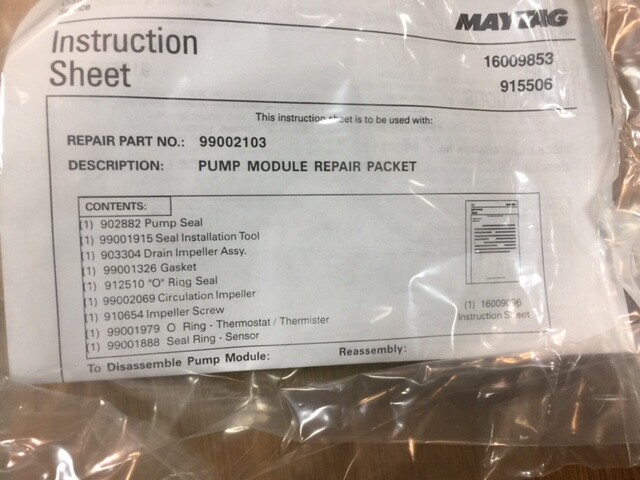 Service
MAYTAG
Instruction
Sheet
16009853
915506
This instruction sheet is to be used with:
REPAIR PART NO.: 99002103
DESCRIPTION: PUMP MODULE REPAIR PACKET
CONTENTS:
(1) 902882 Pump Seal
(1) 99001915 Seal Installation Tool
(1) 903304 Drain Impeller Assy.
(1) 99001326 Gasket
(1) 912510 "O" Ring Seal
(1) 99002069 Circulation Impeller
(1) 910654 Impeller Screw
(1) 99001979 O Ring - Thermostat / Thermister
(1) 99001888 Seal Ring - Sensor
(1)
Instruction Sheet
To Disassemble Pump Module:
Reassembly: